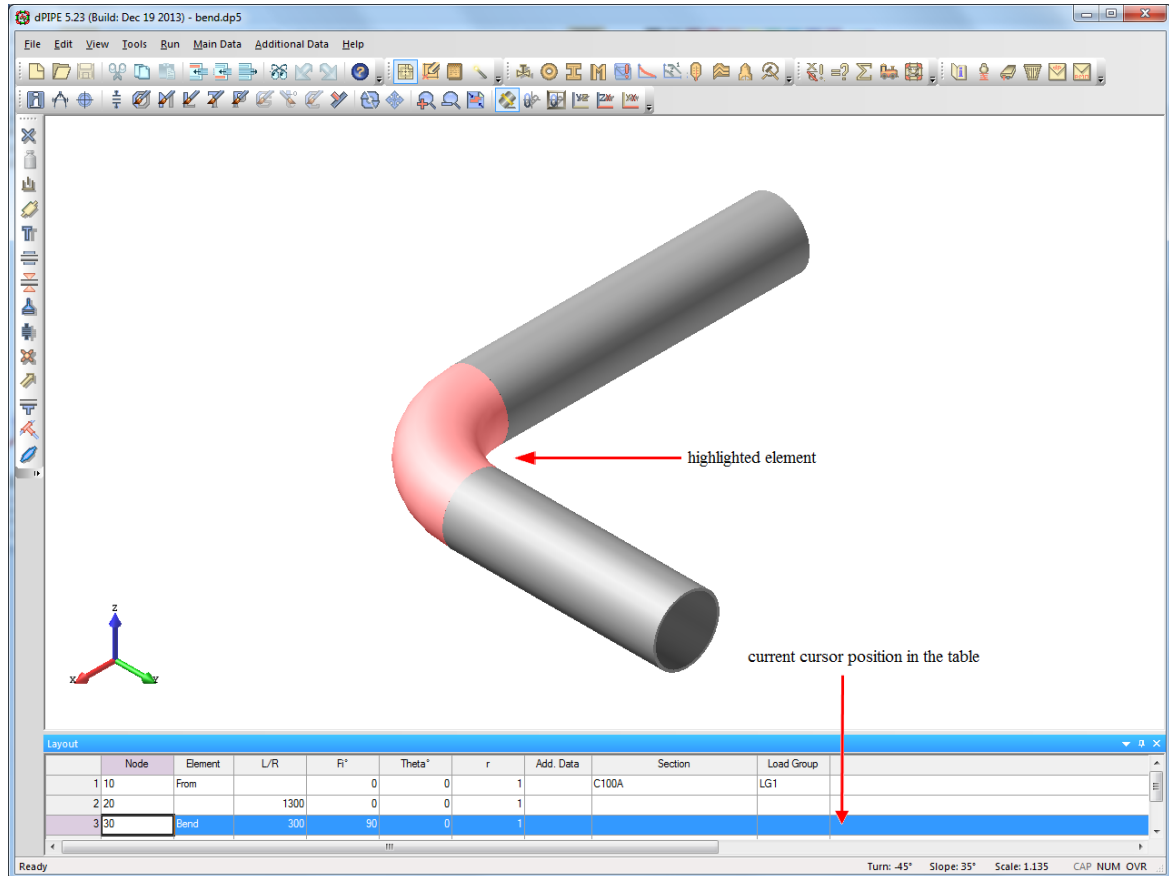 dPIPE 5.23 (Build: Dec 19 2013) - bend.dp5
File Edit View Tools Run Main Data Additional Data Help
highlighted element
current cursor position in the table
z
x
Y
Layout
Node Element L/R Fi° Theta° r Add. Data Section Load Group
1 10 From 0 0 1 C100A LG1
2 20 1300 0 0 1
3 30 Bend 300 90 0 1
Ready Turn: -45° Slope: 35° Scale: 1.135 CAP NUM OVR